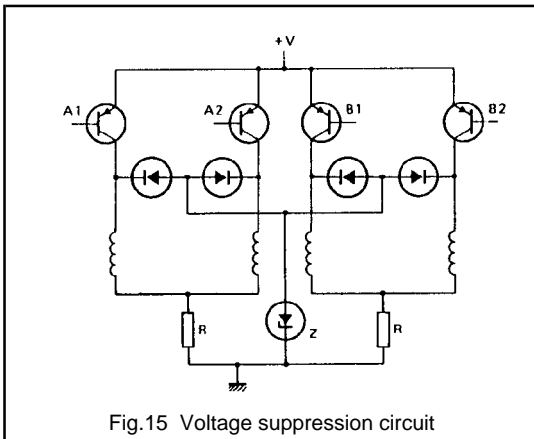 +V
A1 A2 B1 B2
R Z R
Fig.15 Voltage suppression circuit